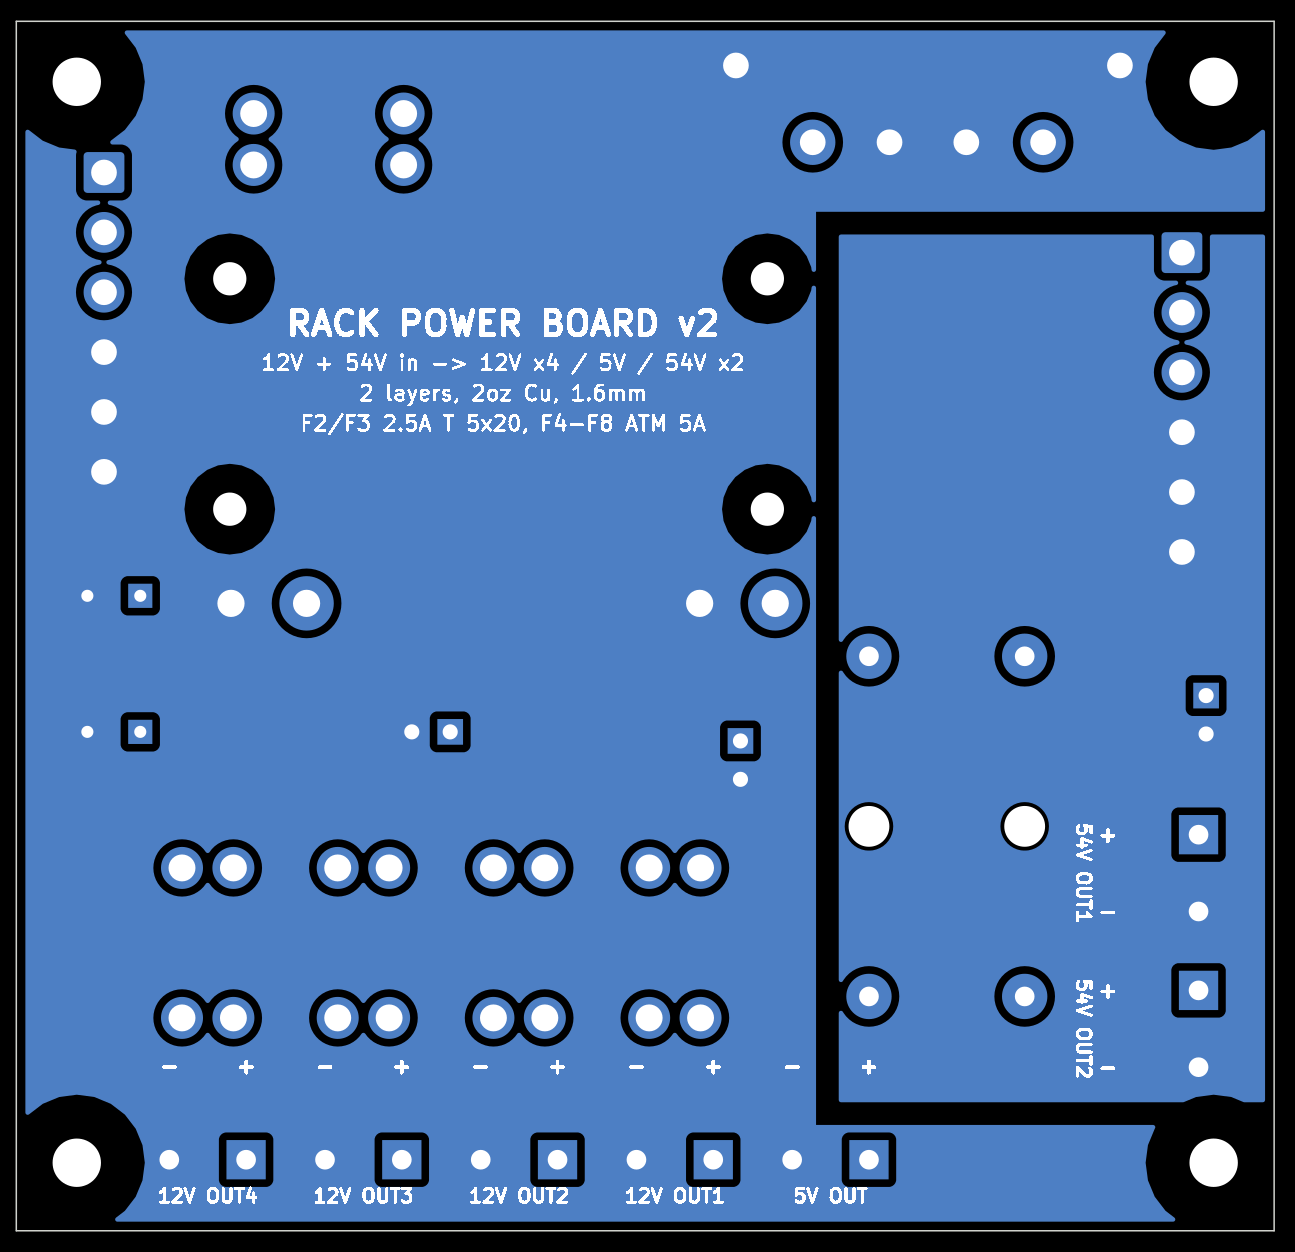 RACK POWER BOARD v2
12V + 54V in -> 12V x4 / 5V / 54V x2
2 layers, 2oz Cu, 1.6mm
F2/F3 2.5A T 5x20, F4-F8 ATM 5A
+
54V OUT1
-
+
54V OUT2
-
- + - + - + - + - +
12V OUT4 12V OUT3 12V OUT2 12V OUT1 5V OUT